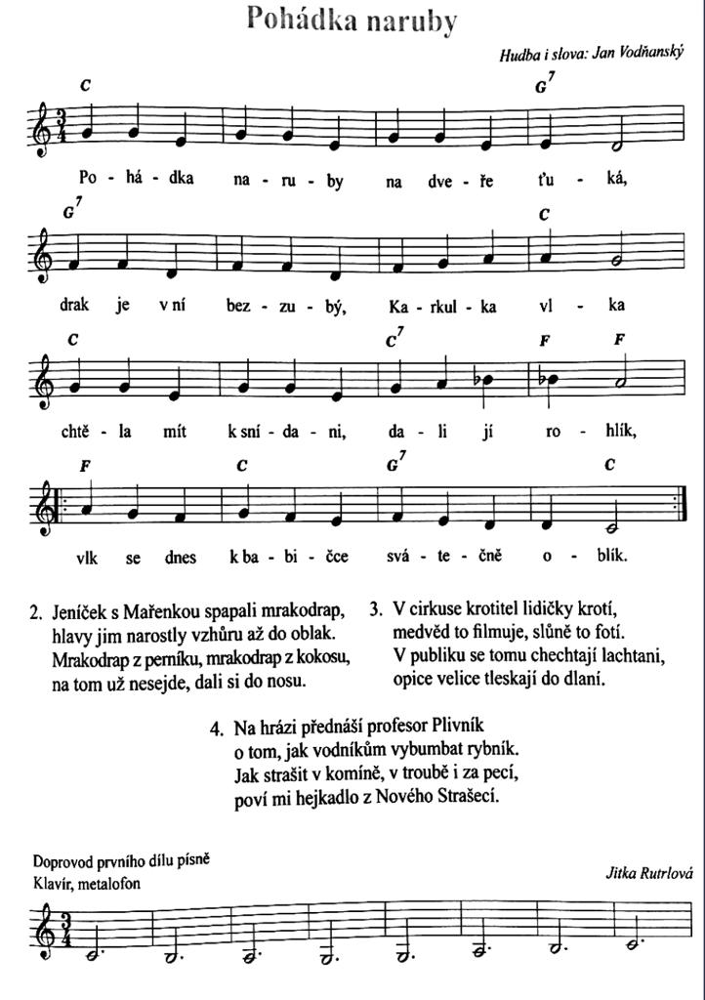 Pohádka naruby
Hudba i slova: Jan Vodňanský
C G7
Po - há - dka na - ru - by na dve - ře ťu - ká,
G7 C
drak je v ní bez - zu - bý, Ka - rkul - ka vl - ka
C C7 F F
chtě - la mít k sní - da - ni, da - li jí ro - hlík,
F C G7 C
vlk se dnes k ba - bi - čce svá - te - čně o - blík.
2. Jeníček s Mařenkou spapali mrakodrap,
hlavy jim narostly vzhůru až do oblak.
Mrakodrap z perníku, mrakodrap z kokosu,
na tom už nesejde, dali si do nosu.
3. V cirkuse krotitel lidičky krotí,
medvěd to filmuje, slůně to fotí.
V publiku se tomu chechtají lachtani,
opice velice tleskají do dlaní.
4. Na hrázi přednáší profesor Plivník
o tom, jak vodníkům vybumbat rybník.
Jak strašit v komíně, v troubě i za pecí,
poví mi hejkadlo z Nového Strašecí.
Doprovod prvního dílu písně
Klavír, metalofon
Jitka Rutrlová